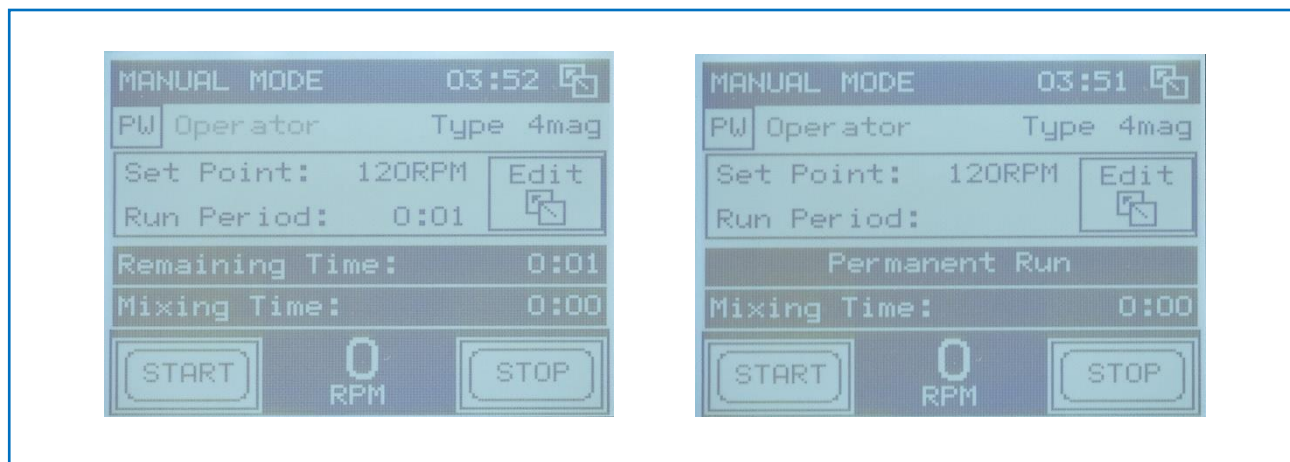 MANUAL MODE 03:52
PW Operator Type 4mag
Set Point: 120RPM
Edit
Run Period: 0:01
Remaining Time: 0:01
Mixing Time: 0:00
START
0
RPM
STOP
MANUAL MODE 03:51
PW Operator Type 4mag
Set Point: 120RPM
Edit
Run Period:
Permanent Run
Mixing Time: 0:00
START
0
RPM
STOP